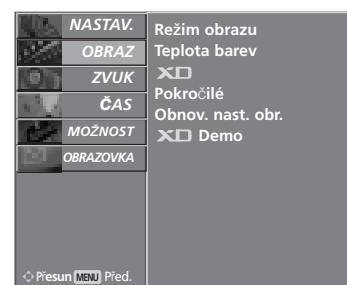 NASTAV.
OBRAZ
ZVUK
ČAS
MOŽNOST
OBRAZOVKA
Režim obrazu
Teplota barev
XD
Pokročilé
Obnov. nast. obr.
XD Demo
Přesun MENU Před.